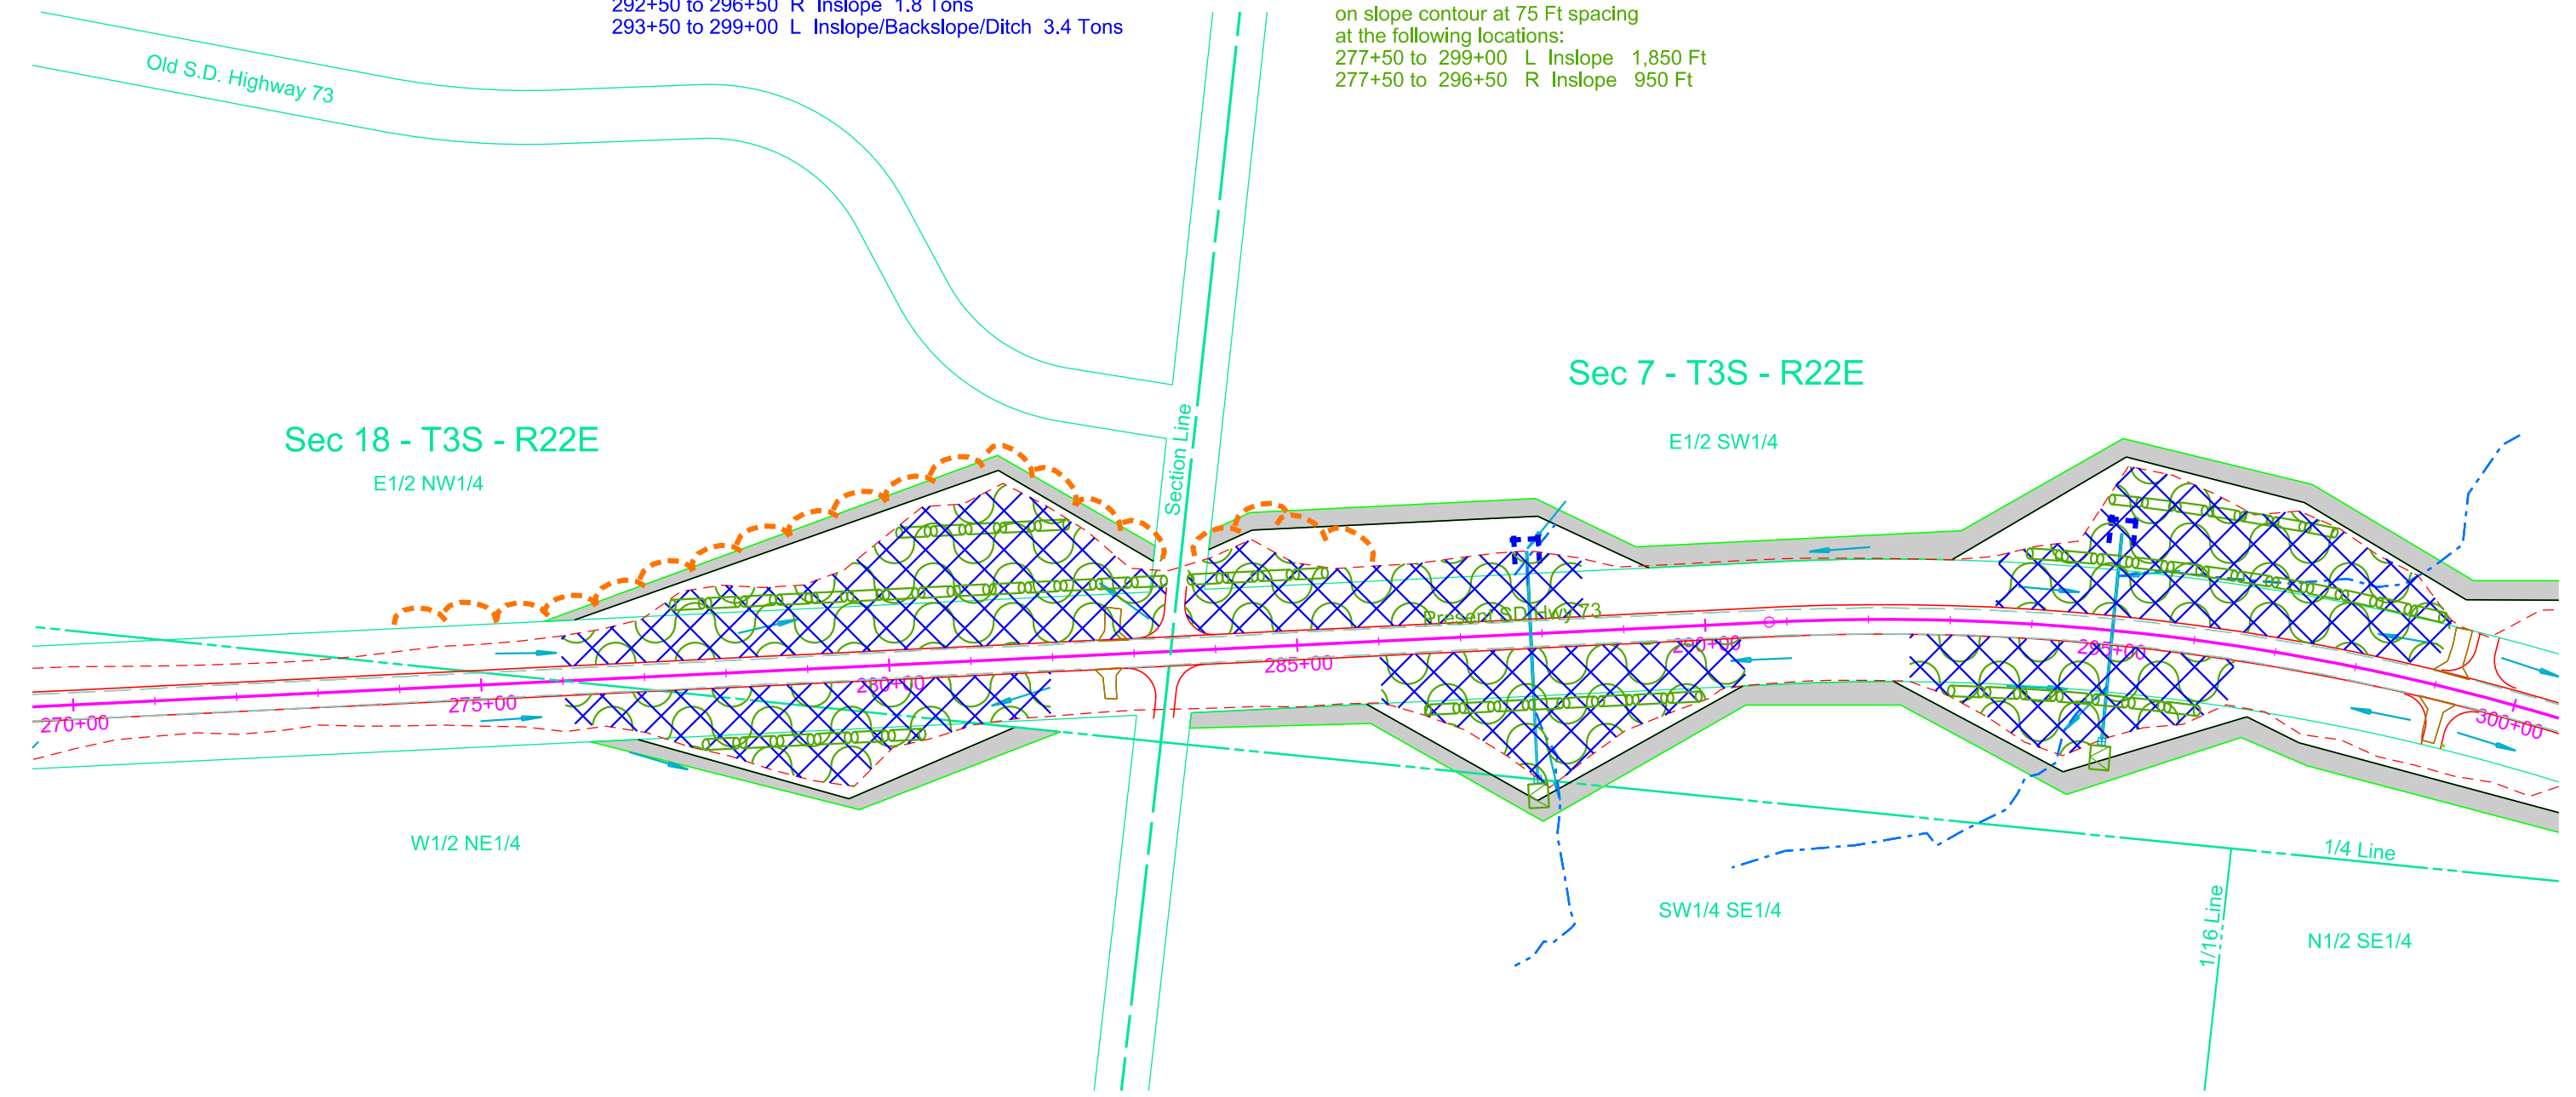 292+50 to 296+50 R Inslope 1.8 Tons
293+50 to 299+00 L Inslope/Backslope/Ditch 3.4 Tons
on slope contour at 75 Ft spacing
at the following locations:
277+50 to 299+00 L Inslope 1,850 Ft
277+50 to 296+50 R Inslope 950 Ft
Old S.D. Highway 73
Sec 7 - T3S - R22E
E1/2 SW1/4
Sec 18 - T3S - R22E
E1/2 NW1/4
Section Line
Present SD Hwy 73
270+00
275+00
280+00
285+00
290+00
295+00
300+00
W1/2 NE1/4
1/4 Line
SW1/4 SE1/4
1/16 Line
N1/2 SE1/4